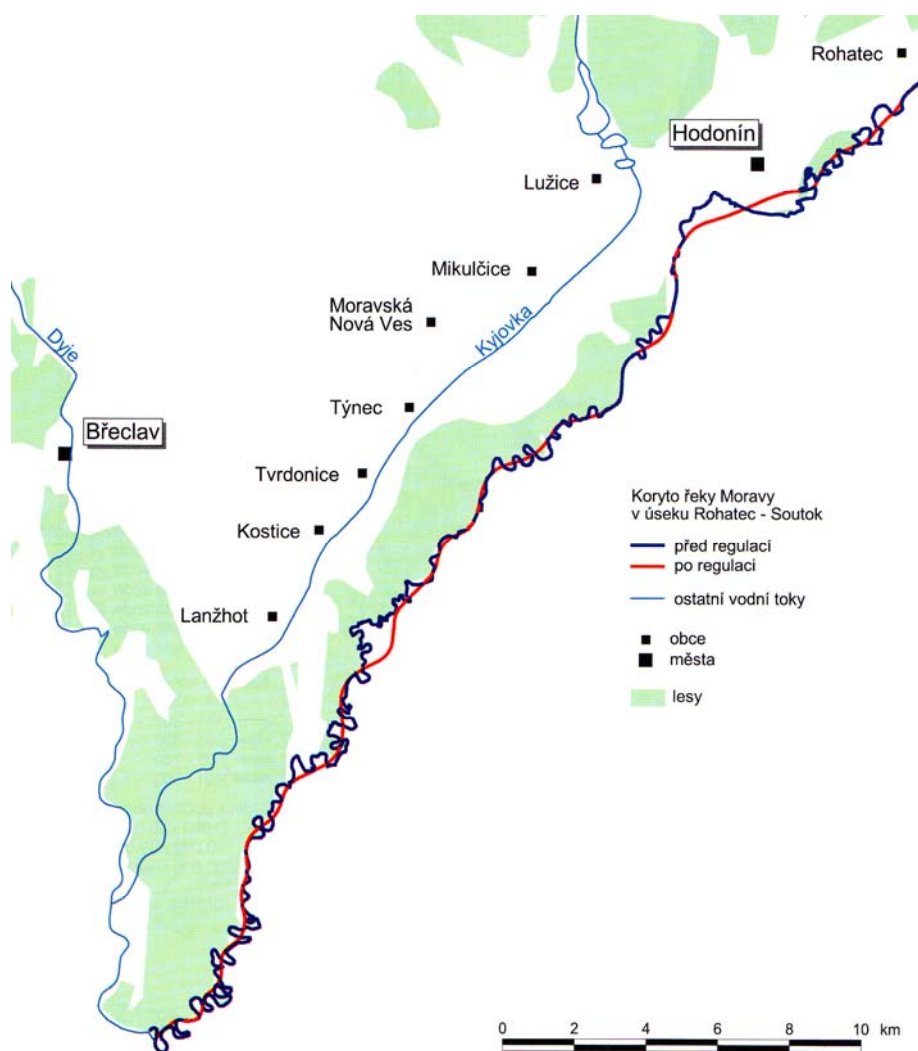 Rohatec
Hodonín
Lužice
Mikulčice
Moravská
Nová Ves
Kyjovka
Dyje
Týnec
Břeclav
Tvrdonice
Kostice
Lanžhot
Koryto řeky Moravy
v úseku Rohatec - Soutok
před regulací
po regulaci
ostatní vodní toky
obce
města
lesy
0 2 4 6 8 10 km